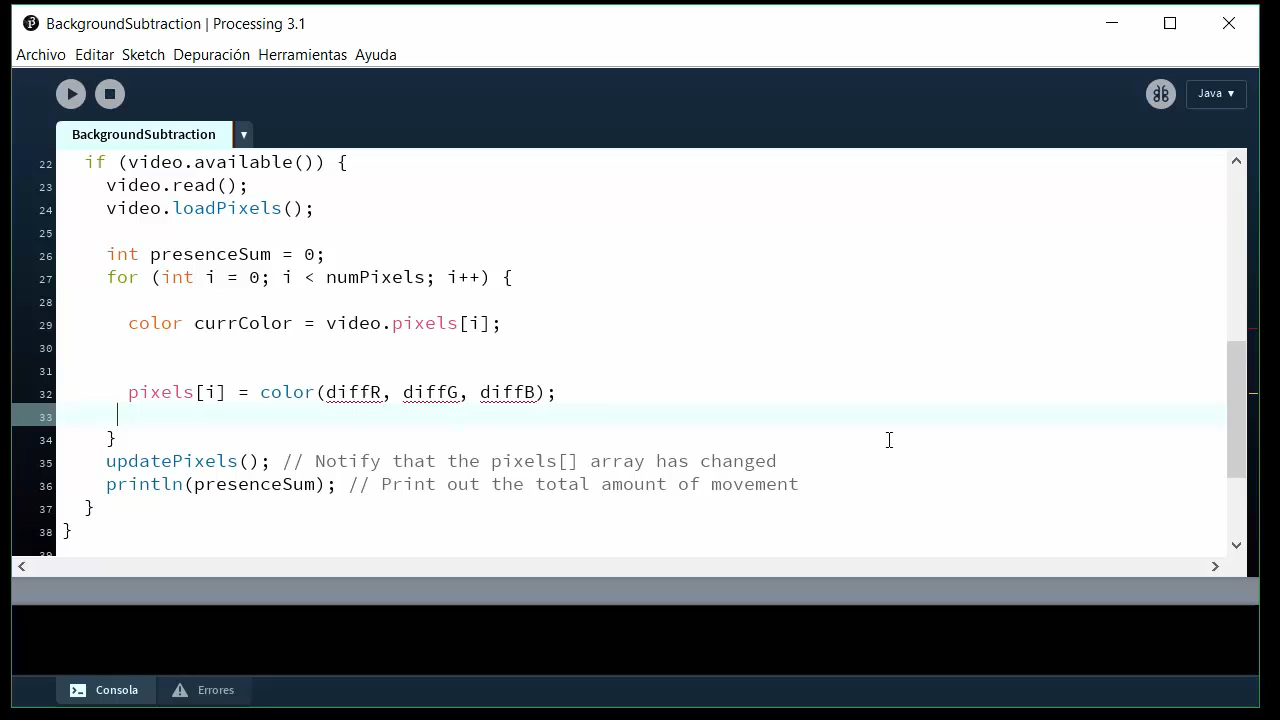 BackgroundSubtraction | Processing 3.1
Archivo Editar Sketch Depuración Herramientas Ayuda
Java ▾
BackgroundSubtraction ▾
22 if (video.available()) {
23 video.read();
24 video.loadPixels();
25
26 int presenceSum = 0;
27 for (int i = 0; i < numPixels; i++) {
28
29 color currColor = video.pixels[i];
30
31
32 pixels[i] = color(diffR, diffG, diffB);
33
34 }
35 updatePixels(); // Notify that the pixels[] array has changed
36 println(presenceSum); // Print out the total amount of movement
37 }
38 }
39
Consola Errores